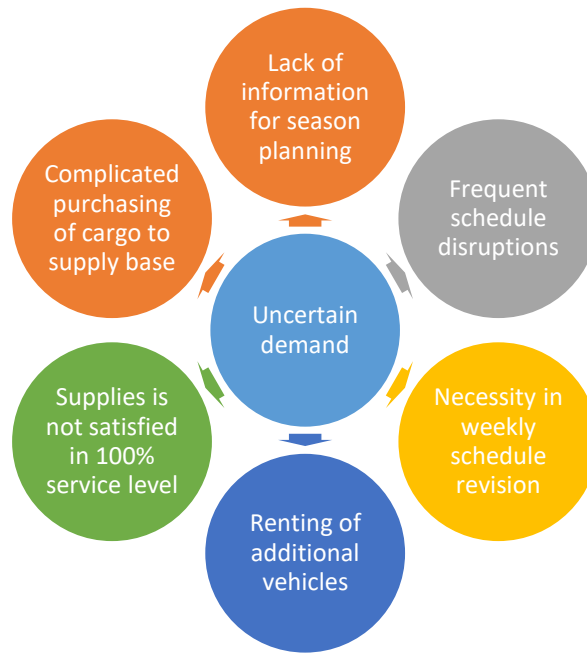 Lack of
information
for season
planning
Complicated
purchasing
of cargo to
supply base
Frequent
schedule
disruptions
Uncertain
demand
Supplies is
not satisfied
in 100%
service level
Necessity in
weekly
schedule
revision
Renting of
additional
vehicles